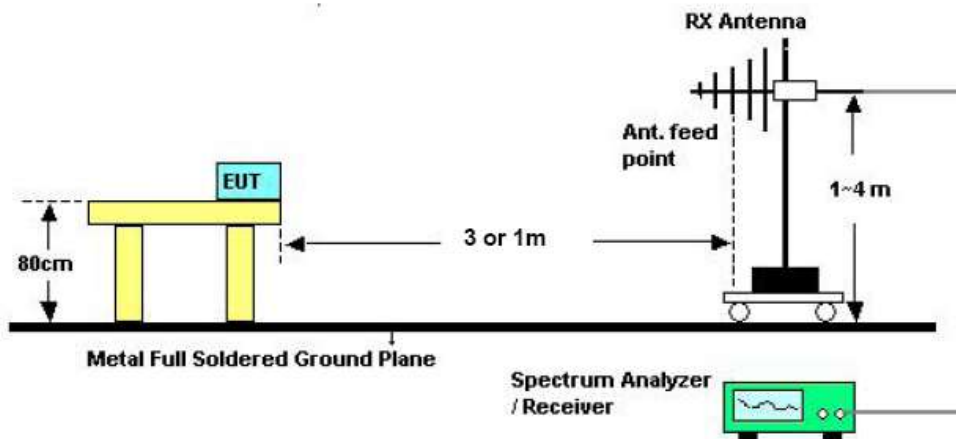 RX Antenna
Ant. feed
point
EUT
1~4 m
3 or 1m
80cm
Metal Full Soldered Ground Plane
Spectrum Analyzer
/ Receiver